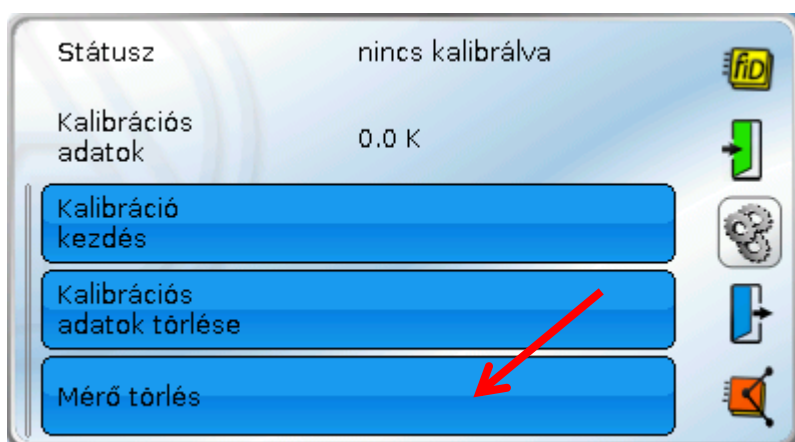 Státusz nincs kalibrálva
Kalibrációs
adatok 0.0 K
Kalibráció
kezdés
Kalibrációs
adatok törlése
Mérő törlés
fiD